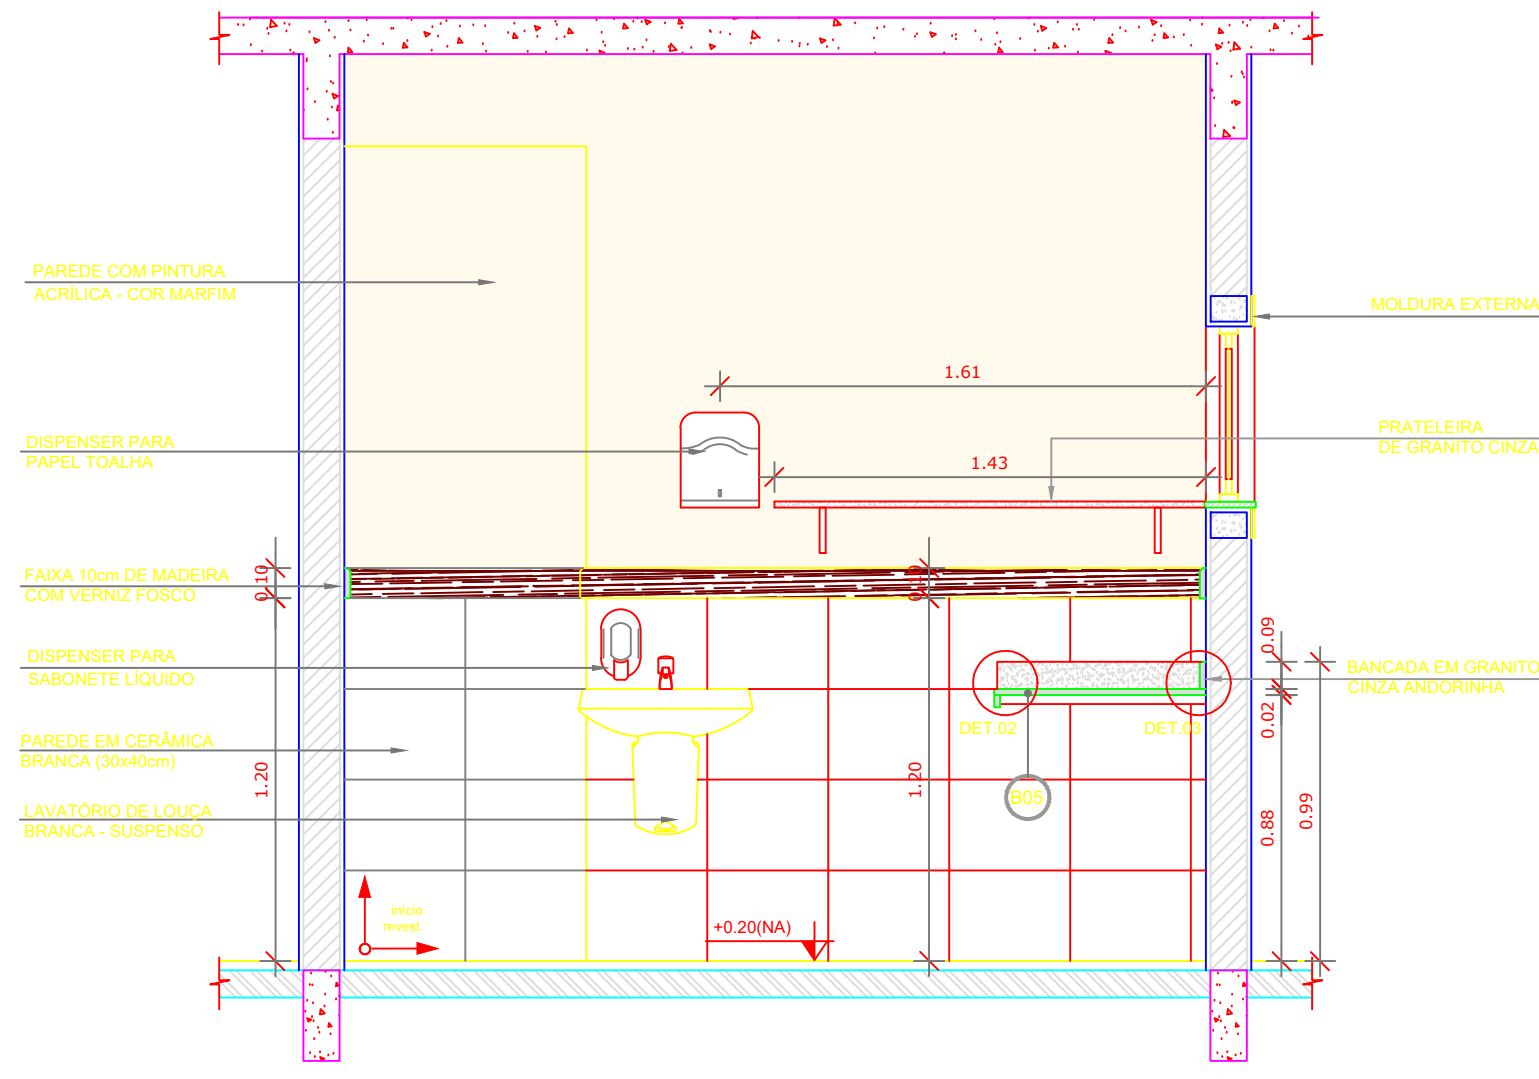 PAREDE COM PINTURA
ACRÍLICA - COR MARFIM
MOLDURA EXTERNA
1.61
PRATELEIRA
DE GRANITO CINZA
DISPENSER PARA
PAPEL TOALHA
1.43
FAIXA 10cm DE MADEIRA
COM VERNIZ FOSCO
0.10
0.10
DISPENSER PARA
SABONETE LÍQUIDO
0.09
BANCADA EM GRANITO
CINZA ANDORINHA
0.02
DET.02
DET.03
PAREDE EM CERÂMICA
BRANCA (30x40cm)
1.20
1.20
B05
0.88
0.99
LAVATÓRIO DE LOUÇA
BRANCA - SUSPENSO
início
revest.
+0.20(NA)